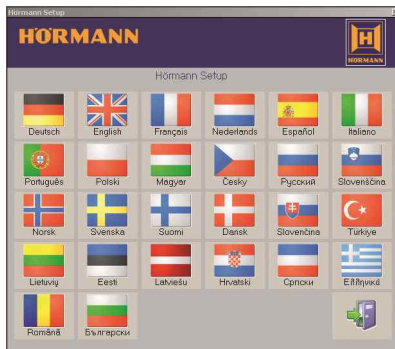 Hörmann Setup
HÖRMANN
HÖRMANN
Hörmann Setup
Deutsch English Français Nederlands Español Italiano
Português Polski Magyar Česky Русский Slovenščina
Norsk Svenska Suomi Dansk Slovenčina Türkiye
Lietuvių Eesti Latviešu Hrvatski Српски Ελληνικά
Română Български